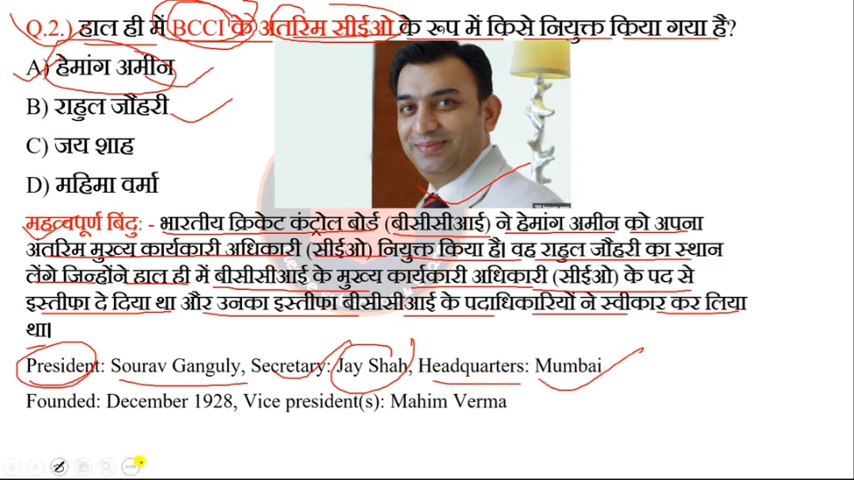 Q.2.) हाल ही में BCCI के अंतरिम सीईओ के रूप में किसे नियुक्त किया गया है?
A) हेमांग अमीन
B) राहुल जौहरी
C) जय शाह
D) महिमा वर्मा
महत्वपूर्ण बिंदु: - भारतीय क्रिकेट कंट्रोल बोर्ड (बीसीसीआई) ने हेमांग अमीन को अपना
अंतरिम मुख्य कार्यकारी अधिकारी (सीईओ) नियुक्त किया है। वह राहुल जौहरी का स्थान
लेंगे जिन्होंने हाल ही में बीसीसीआई के मुख्य कार्यकारी अधिकारी (सीईओ) के पद से
इस्तीफा दे दिया था और उनका इस्तीफा बीसीसीआई के पदाधिकारियों ने स्वीकार कर लिया
था।
President: Sourav Ganguly, Secretary: Jay Shah, Headquarters: Mumbai
Founded: December 1928, Vice president(s): Mahim Verma